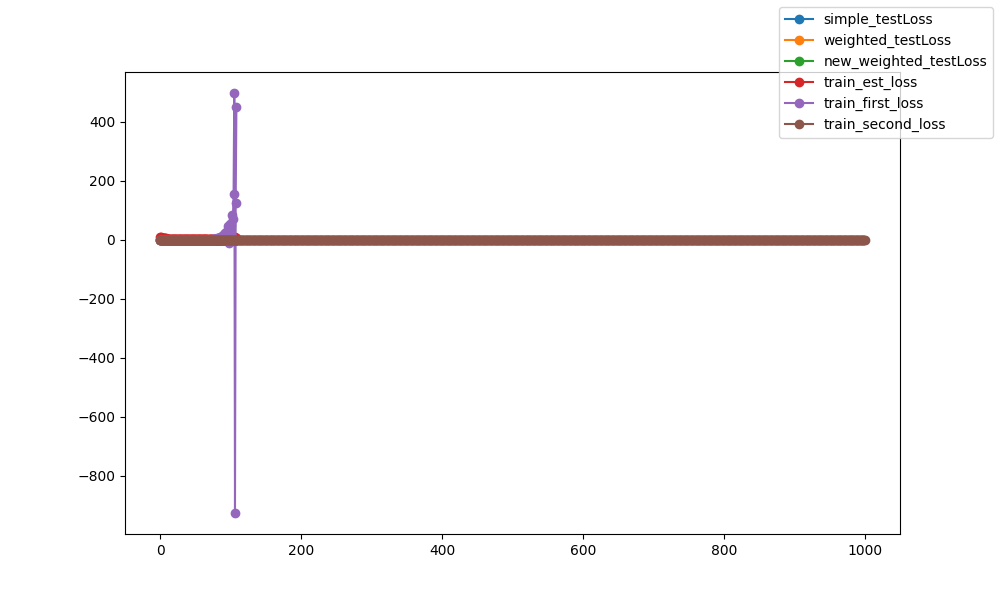 simple_testLoss
weighted_testLoss
new_weighted_testLoss
train_est_loss
train_first_loss
train_second_loss
400
200
0
−200
−400
−600
−800
0 200 400 600 800 1000